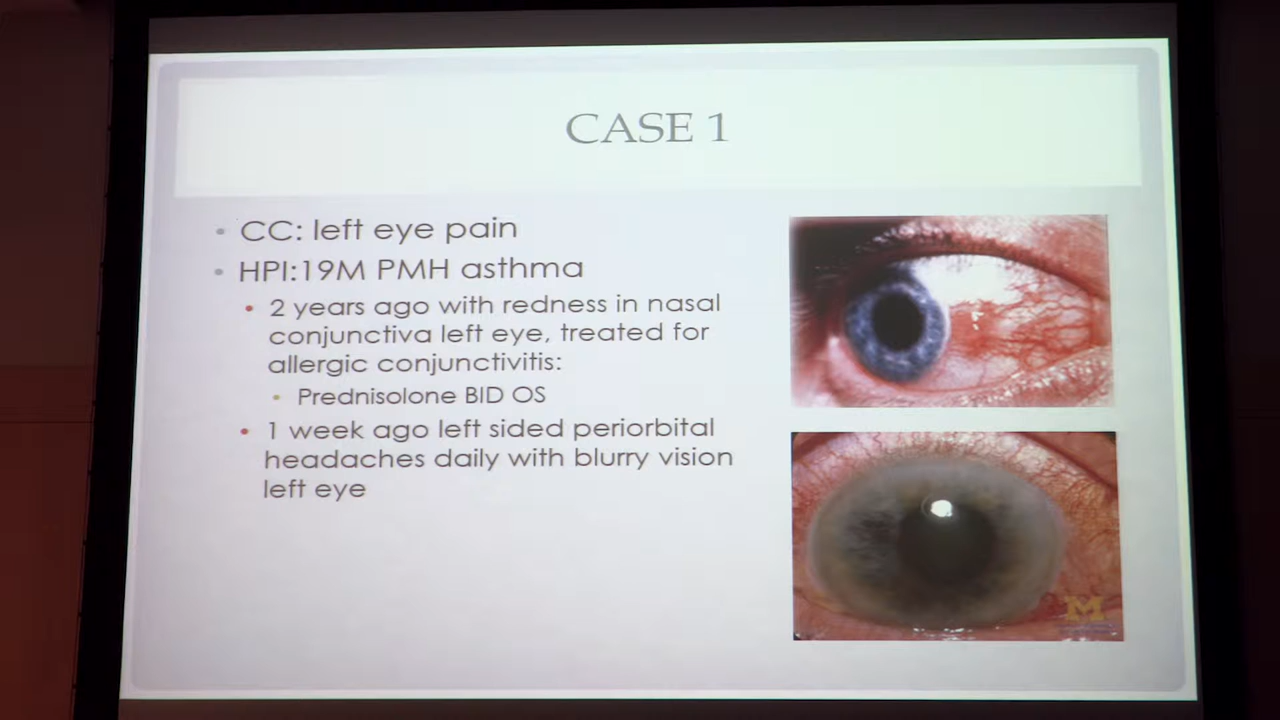 CASE 1
• CC: left eye pain
• HPI:19M PMH asthma
• 2 years ago with redness in nasal
conjunctiva left eye, treated for
allergic conjunctivitis:
• Prednisolone BID OS
• 1 week ago left sided periorbital
headaches daily with blurry vision
left eye
M